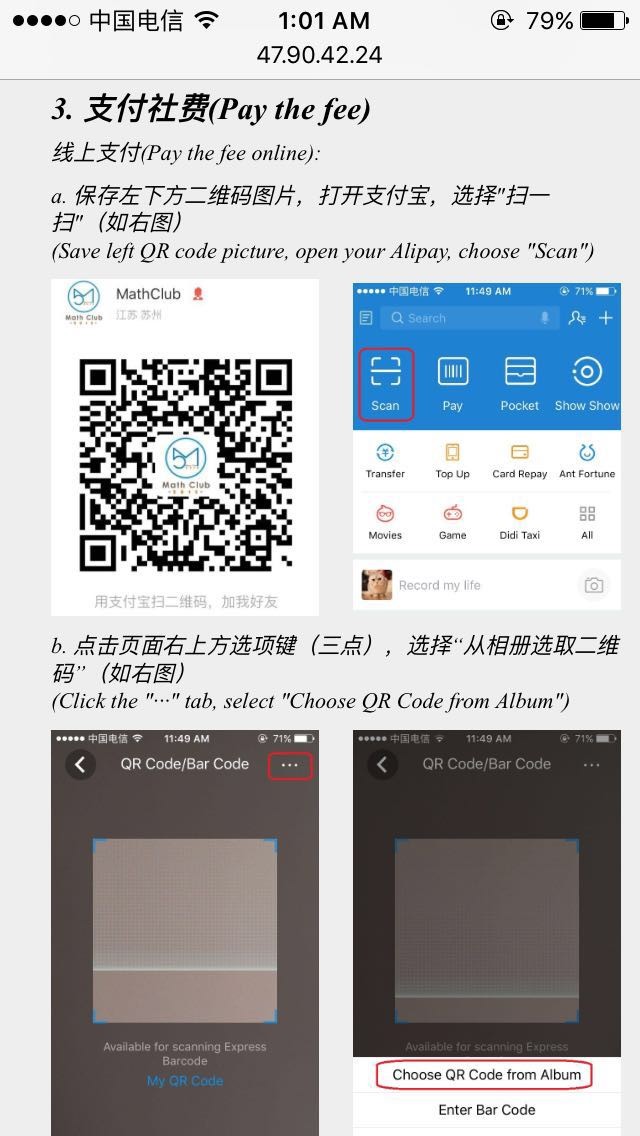 中国电信 1:01 AM 79%
47.90.42.24
3. 支付社费(Pay the fee)
线上支付(Pay the fee online):
a. 保存左下方二维码图片，打开支付宝，选择"扫一
扫"（如右图）
(Save left QR code picture, open your Alipay, choose "Scan")
MathClub
江苏 苏州
Math Club
Math Club
用支付宝扫二维码，加我好友
中国电信 11:49 AM 71%
Search
Scan Pay Pocket Show Show
Transfer Top Up Card Repay Ant Fortune
Movies Game Didi Taxi All
Record my life
b. 点击页面右上方选项键（三点），选择“从相册选取二维
码”（如右图）
(Click the "···" tab, select "Choose QR Code from Album")
中国电信 11:49 AM 71%
QR Code/Bar Code ···
Available for scanning Express
Barcode
My QR Code
中国电信 11:49 AM 71%
QR Code/Bar Code ···
Available for scanning Express
Choose QR Code from Album
Enter Bar Code